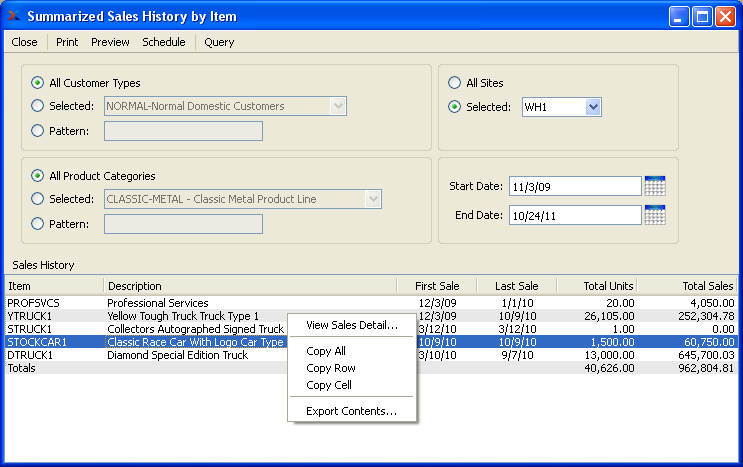 Summarized Sales History by Item
Close Print Preview Schedule Query
All Customer Types
Selected: NORMAL-Normal Domestic Customers
Pattern:
All Sites
Selected: WH1
All Product Categories
Selected: CLASSIC-METAL - Classic Metal Product Line
Pattern:
Start Date: 11/3/09
End Date: 10/24/11
Sales History
Item Description First Sale Last Sale Total Units Total Sales
PROFSVCS Professional Services 12/3/09 1/1/10 20.00 4,050.00
YTRUCK1 Yellow Tough Truck Truck Type 1 12/3/09 10/9/10 26,105.00 252,304.78
STRUCK1 Collectors Autographed Signed Truck 3/12/10 3/12/10 1.00 0.00
STOCKCAR1 Classic Race Car With Logo Car Type 10/9/10 10/9/10 1,500.00 60,750.00
DTRUCK1 Diamond Special Edition Truck 3/10/10 9/7/10 13,000.00 645,700.03
Totals 40,626.00 962,804.81
View Sales Detail...
Copy All
Copy Row
Copy Cell
Export Contents...